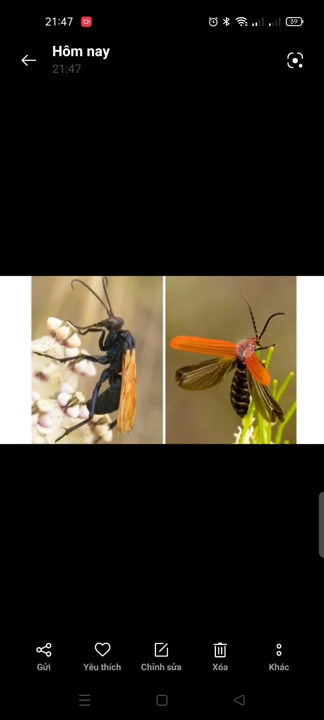 21:47
59
Hôm nay
21:47
Gửi
Yêu thích
Chỉnh sửa
Xóa
Khác